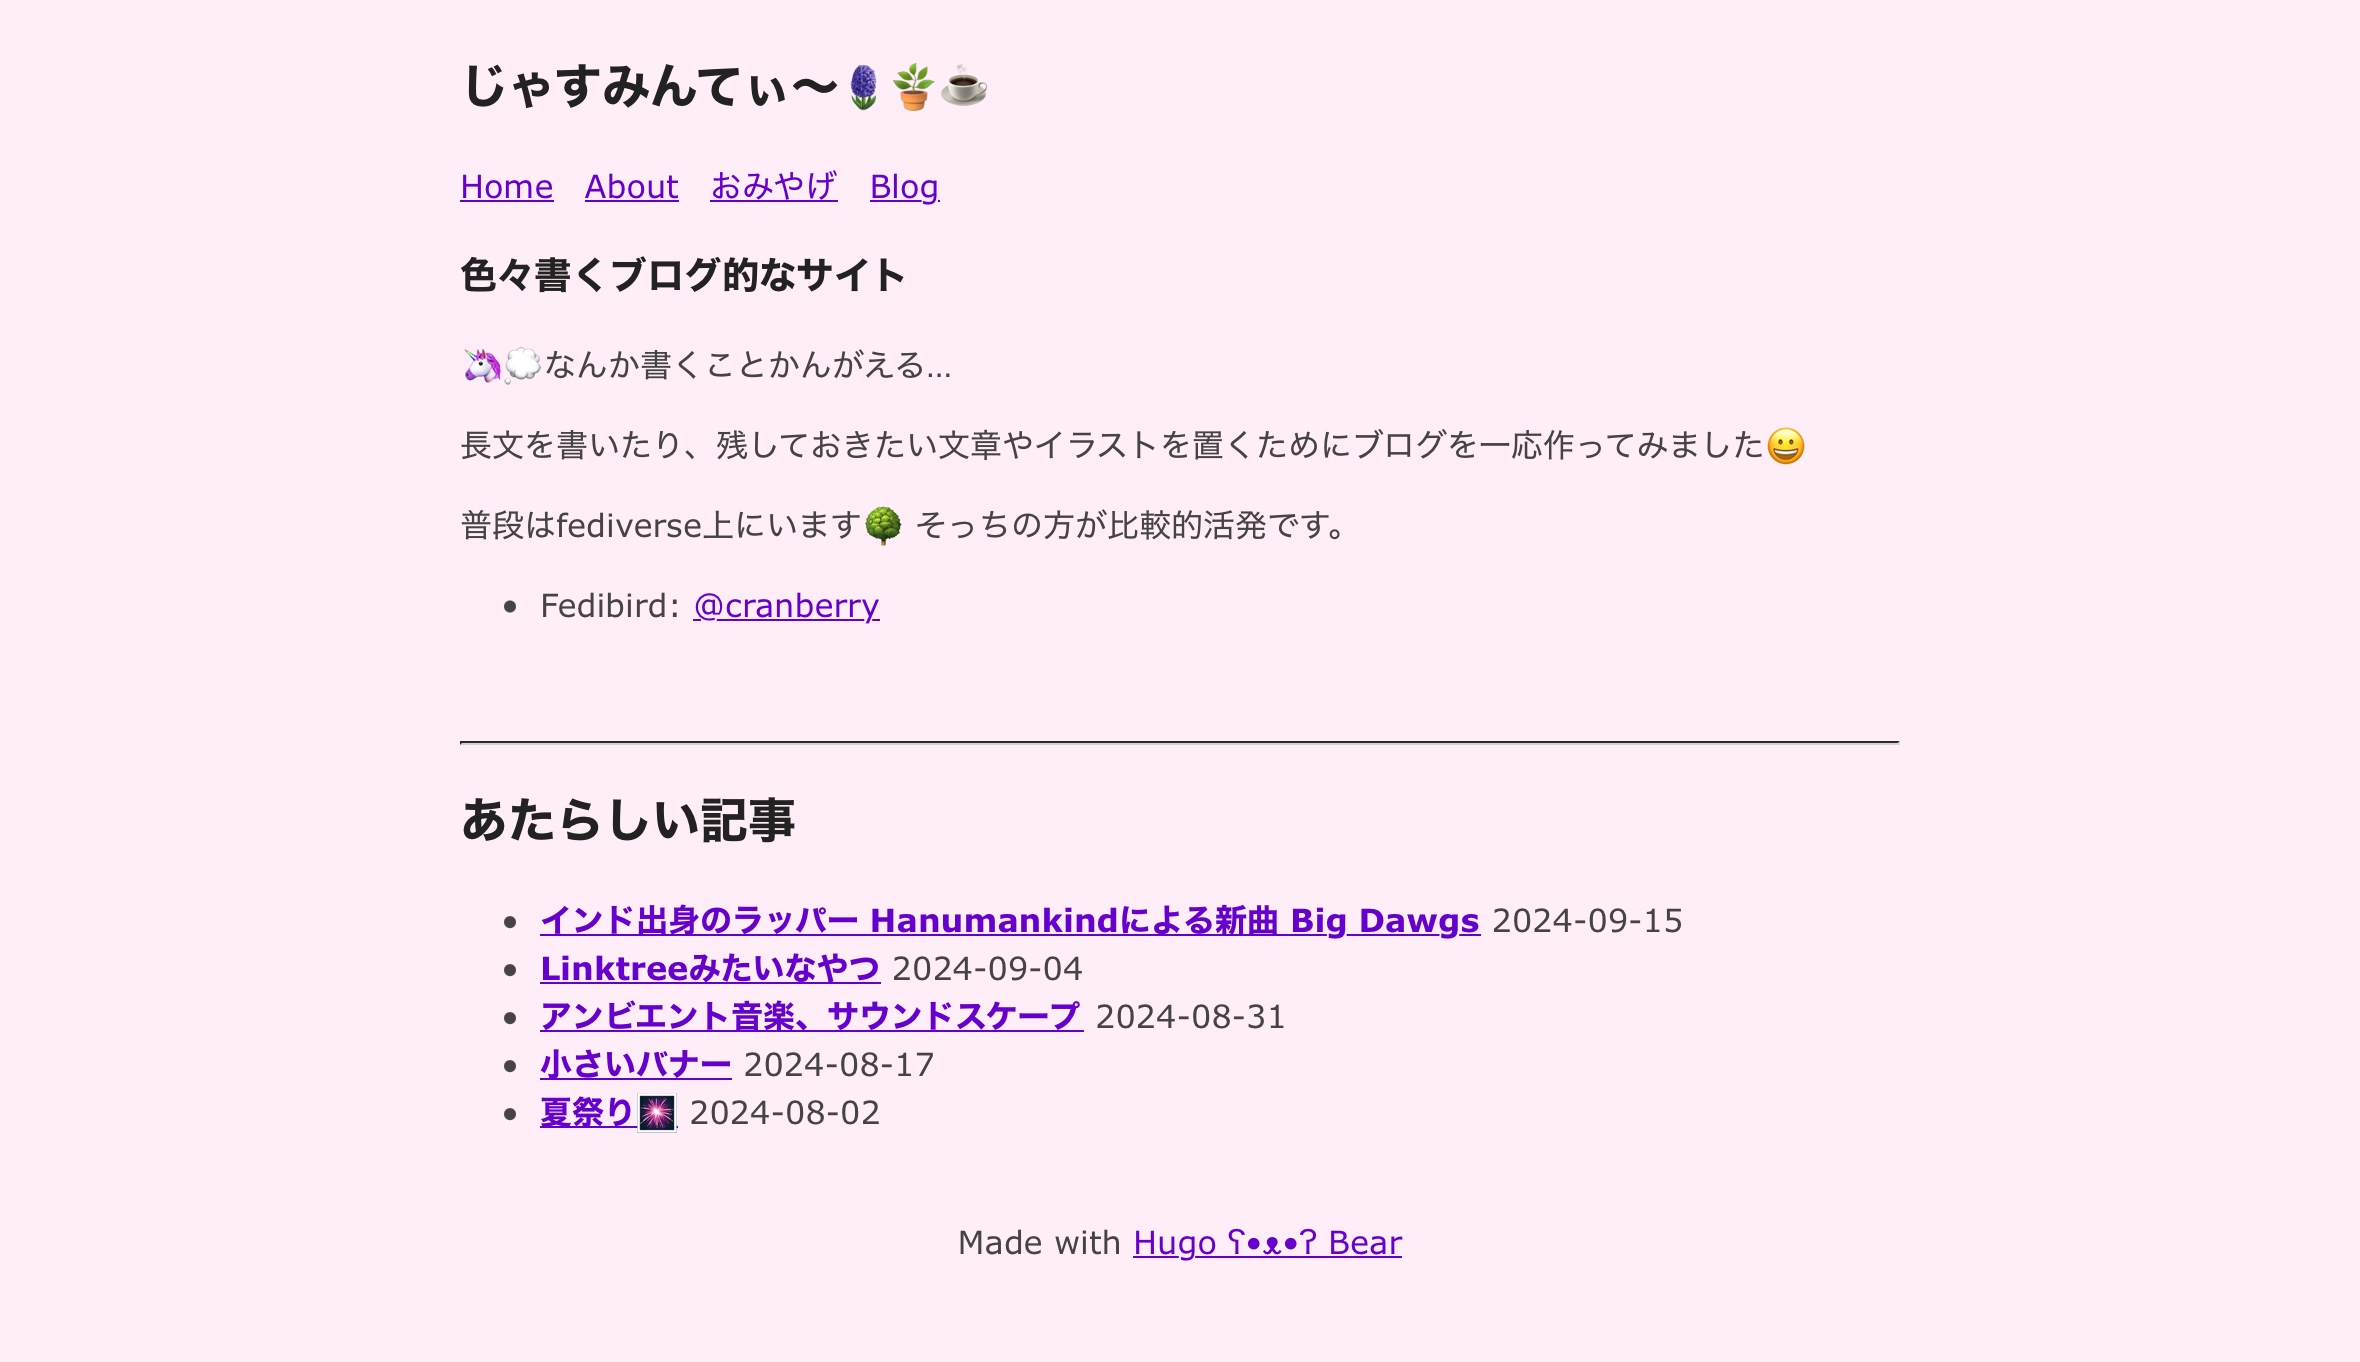 じゃすみんてぃ〜🪻🪴☕
Home About おみやげ Blog
色々書くブログ的なサイト
🦄💭なんか書くことかんがえる...
長文を書いたり、残しておきたい文章やイラストを置くためにブログを一応作ってみました😀
普段はfediverse上にいます🌳 そっちの方が比較的活発です。
• Fedibird: @cranberry
あたらしい記事
• インド出身のラッパー Hanumankindによる新曲 Big Dawgs 2024-09-15
• Linktreeみたいなやつ 2024-09-04
• アンビエント音楽、サウンドスケープ 2024-08-31
• 小さいバナー 2024-08-17
• 夏祭り🎆 2024-08-02
Made with Hugo ʕ•ᴥ•ʔ Bear